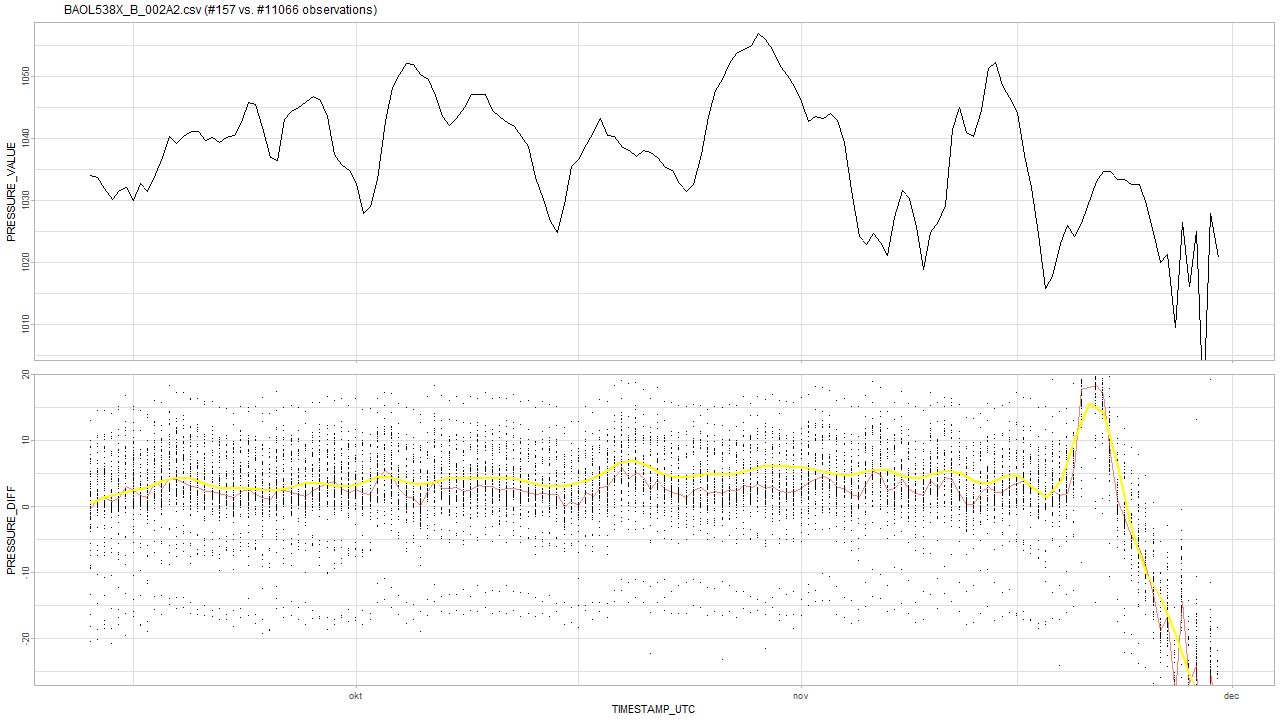 BAOL538X_B_002A2.csv (#157 vs. #11066 observations)
PRESSURE_VALUE
1050
1040
1030
1020
1010
PRESSURE_DIFF
20
10
0
-10
-20
okt
nov
dec
TIMESTAMP_UTC